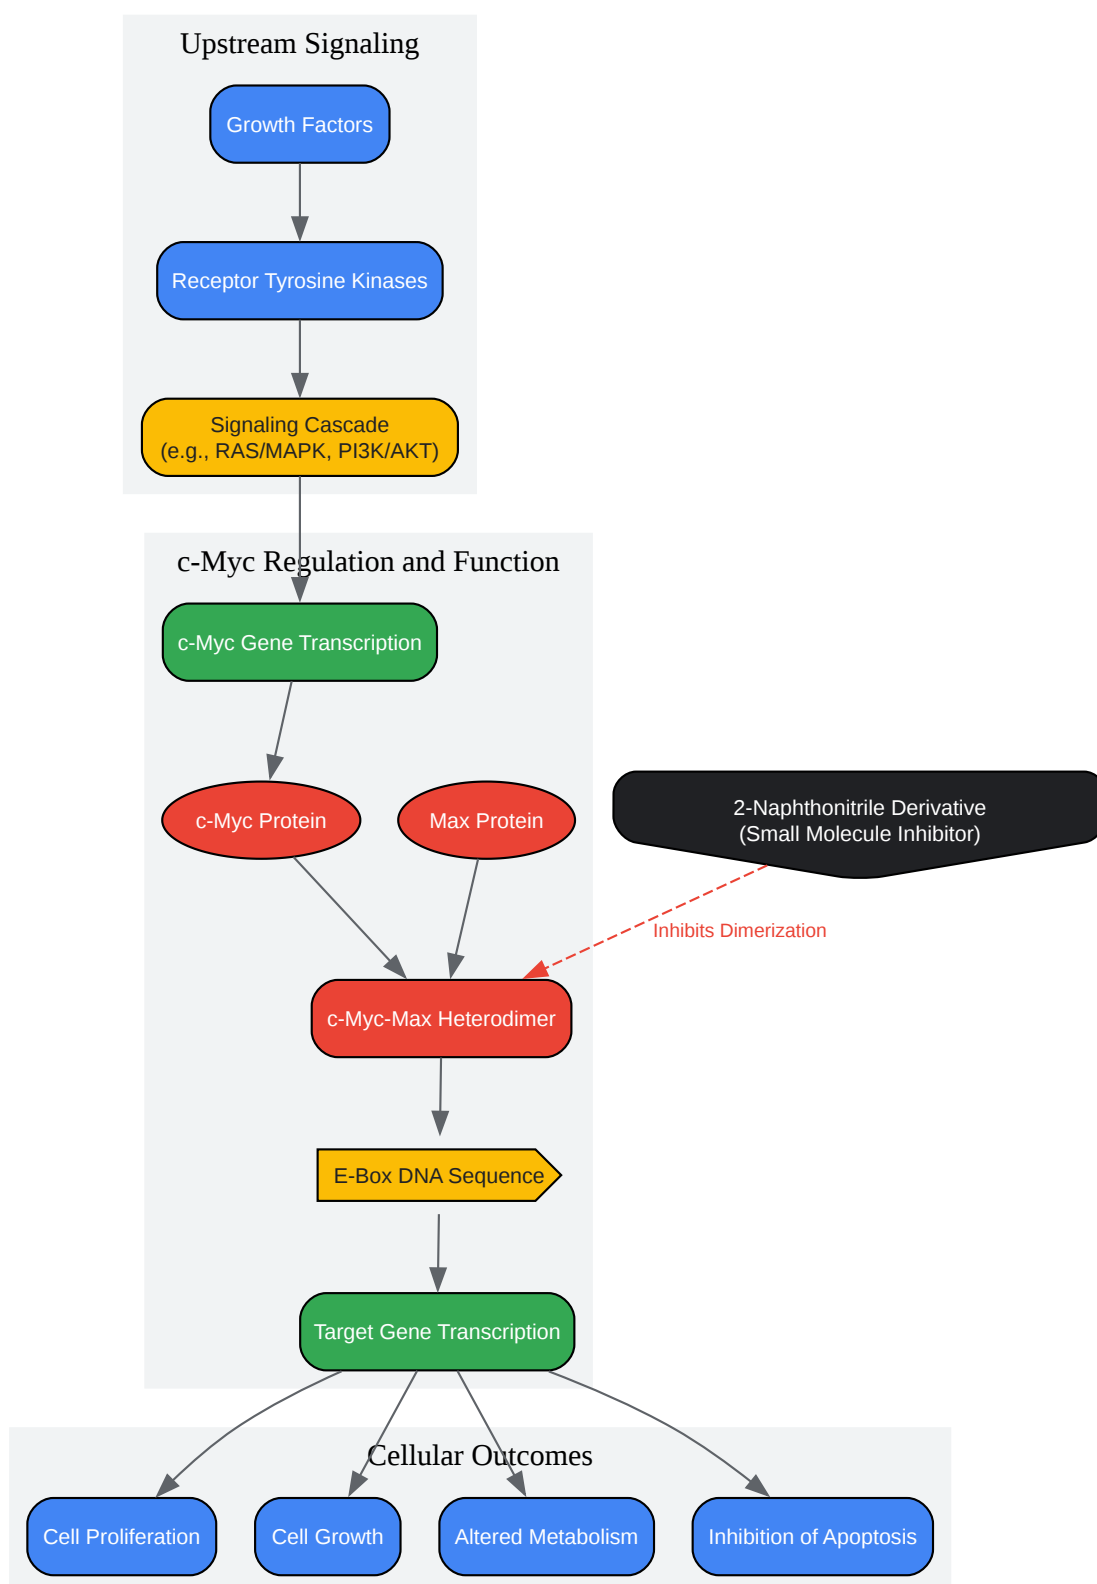 Upstream Signaling
Growth Factors
Receptor Tyrosine Kinases
Signaling Cascade
(e.g., RAS/MAPK, PI3K/AKT)
c-Myc Regulation and Function
c-Myc Gene Transcription
c-Myc Protein
Max Protein
2-Naphthonitrile Derivative
(Small Molecule Inhibitor)
Inhibits Dimerization
c-Myc-Max Heterodimer
E-Box DNA Sequence
Target Gene Transcription
Cellular Outcomes
Cell Proliferation
Cell Growth
Altered Metabolism
Inhibition of Apoptosis